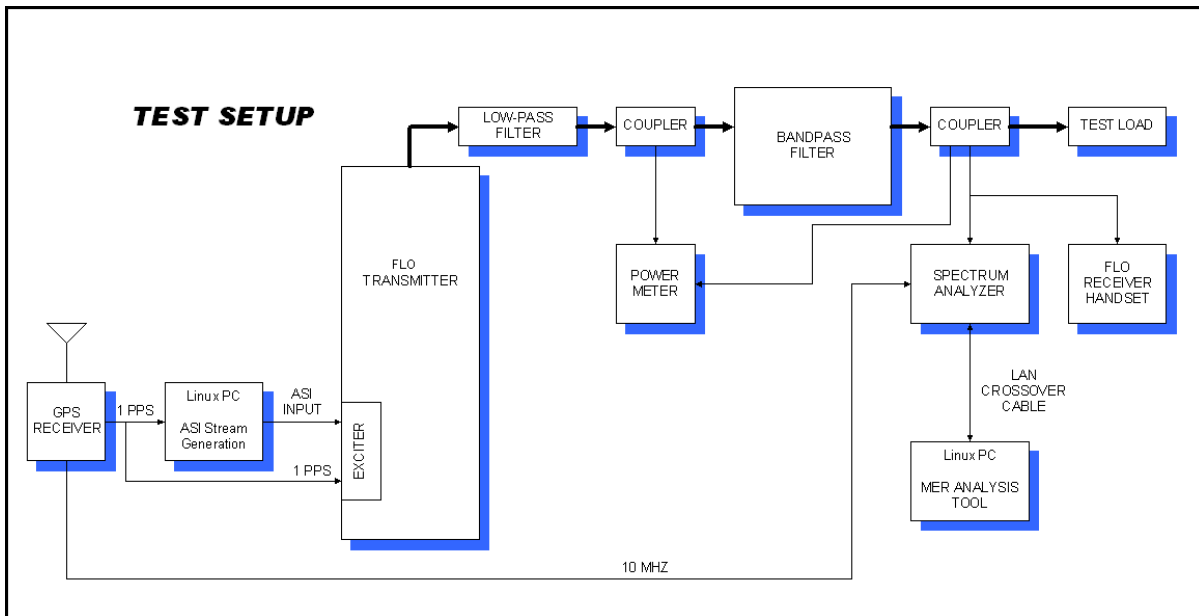 TEST SETUP
LOW-PASS
FILTER
COUPLER
BANDPASS
FILTER
COUPLER
TEST LOAD
FLO
TRANSMITTER
POWER
METER
SPECTRUM
ANALYZER
FLO
RECEIVER
HANDSET
GPS
RECEIVER
1 PPS
Linux PC
ASI Stream
Generation
ASI
INPUT
EXCITER
1 PPS
LAN
CROSSOVER
CABLE
Linux PC
MER ANALYSIS
TOOL
10 MHZ